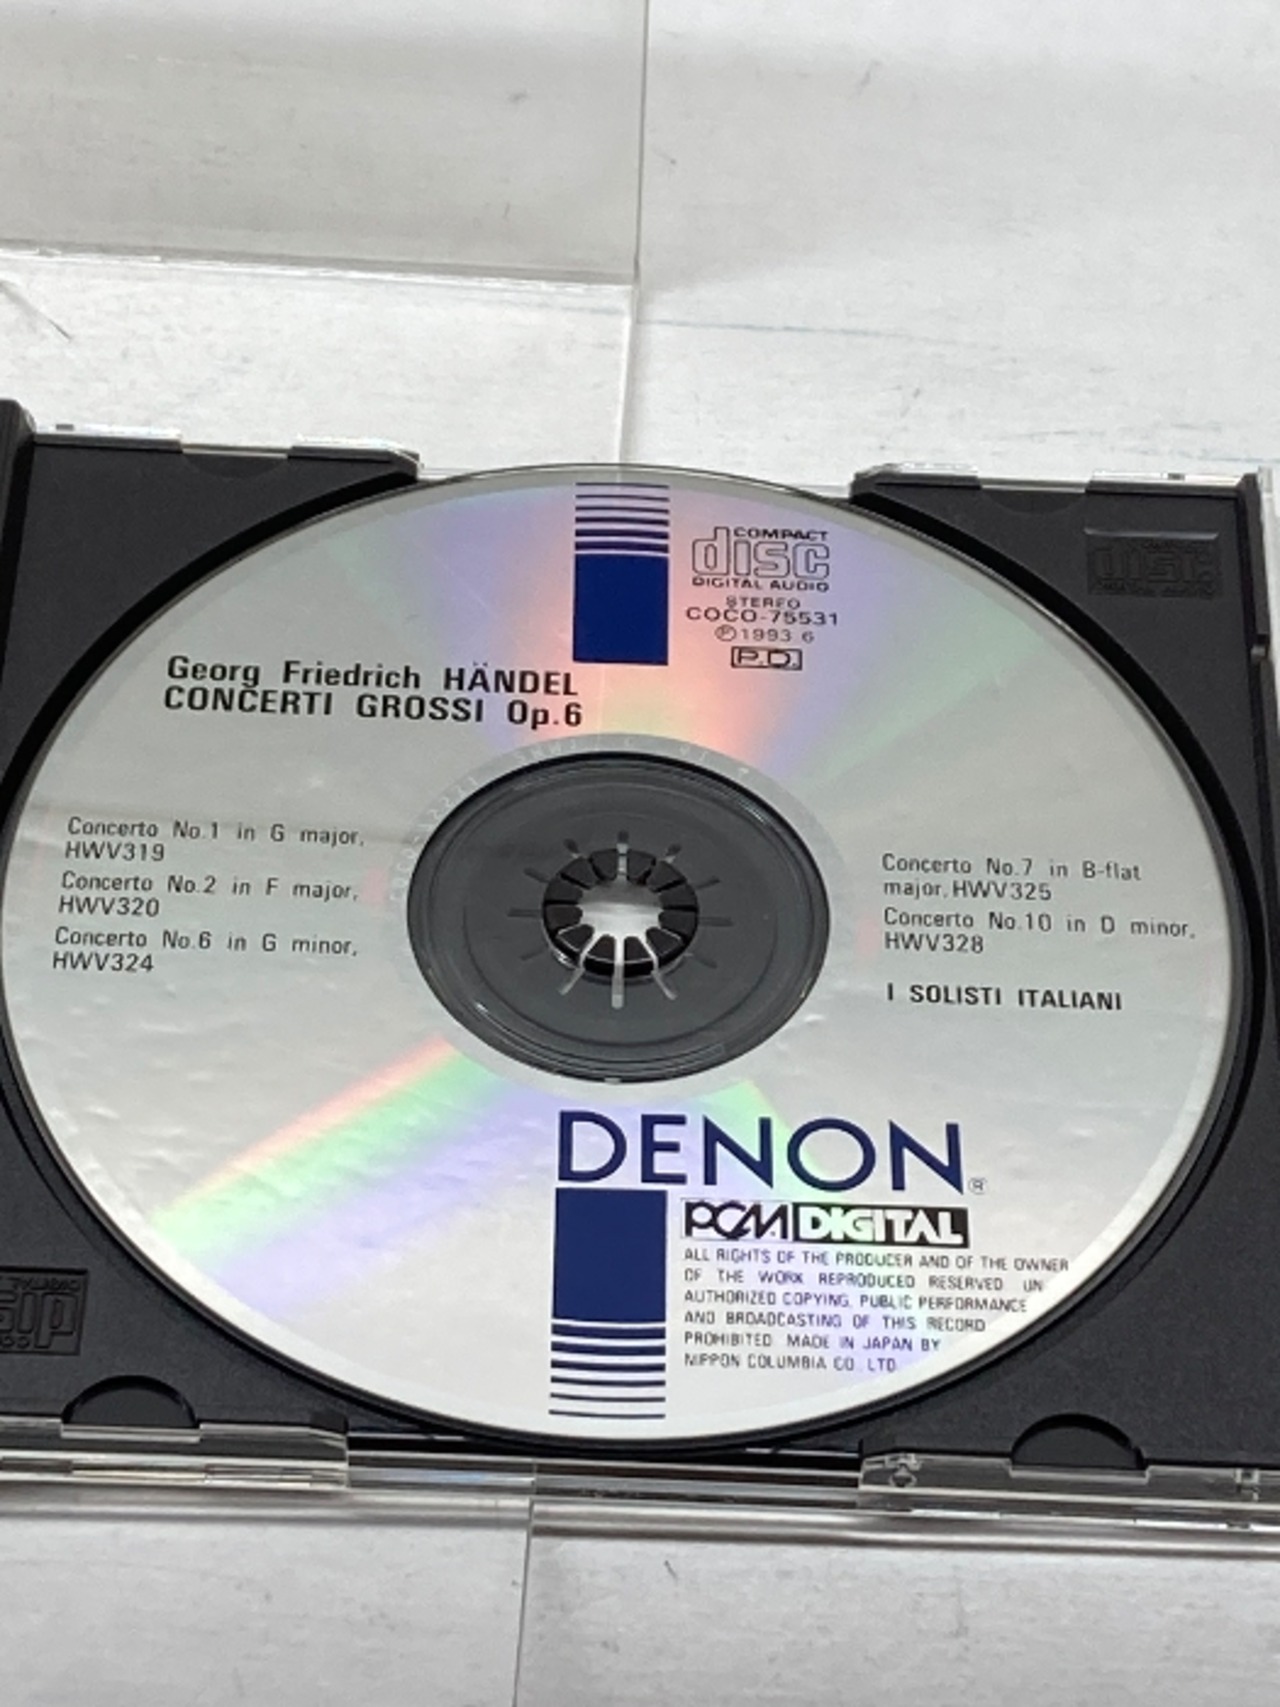 COMPACT
disc
DIGITAL AUDIO
STEREO
COCO-75531
Ⓟ1993 6
P.D.
Georg Friedrich HÄNDEL
CONCERTI GROSSI Op.6
Concerto No.1 in G major,
HWV319
Concerto No.2 in F major,
HWV320
Concerto No.6 in G minor,
HWV324
Concerto No.7 in B-flat
major, HWV325
Concerto No.10 in D minor,
HWV328
I SOLISTI ITALIANI
DENON®
PCM DIGITAL
ALL RIGHTS OF THE PRODUCER AND OF THE OWNER
OF THE WORK REPRODUCED RESERVED UN
AUTHORIZED COPYING, PUBLIC PERFORMANCE
AND BROADCASTING OF THIS RECORD
PROHIBITED MADE IN JAPAN BY
NIPPON COLUMBIA CO. LTD